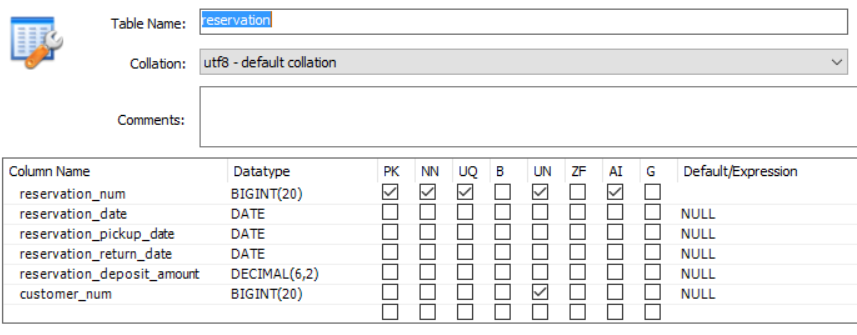 Table Name: reservation
Collation: utf8 - default collation
Comments:
Column Name Datatype PK NN UQ B UN ZF AI G Default/Expression
reservation_num BIGINT(20)
reservation_date DATE NULL
reservation_pickup_date DATE NULL
reservation_return_date DATE NULL
reservation_deposit_amount DECIMAL(6,2) NULL
customer_num BIGINT(20) NULL